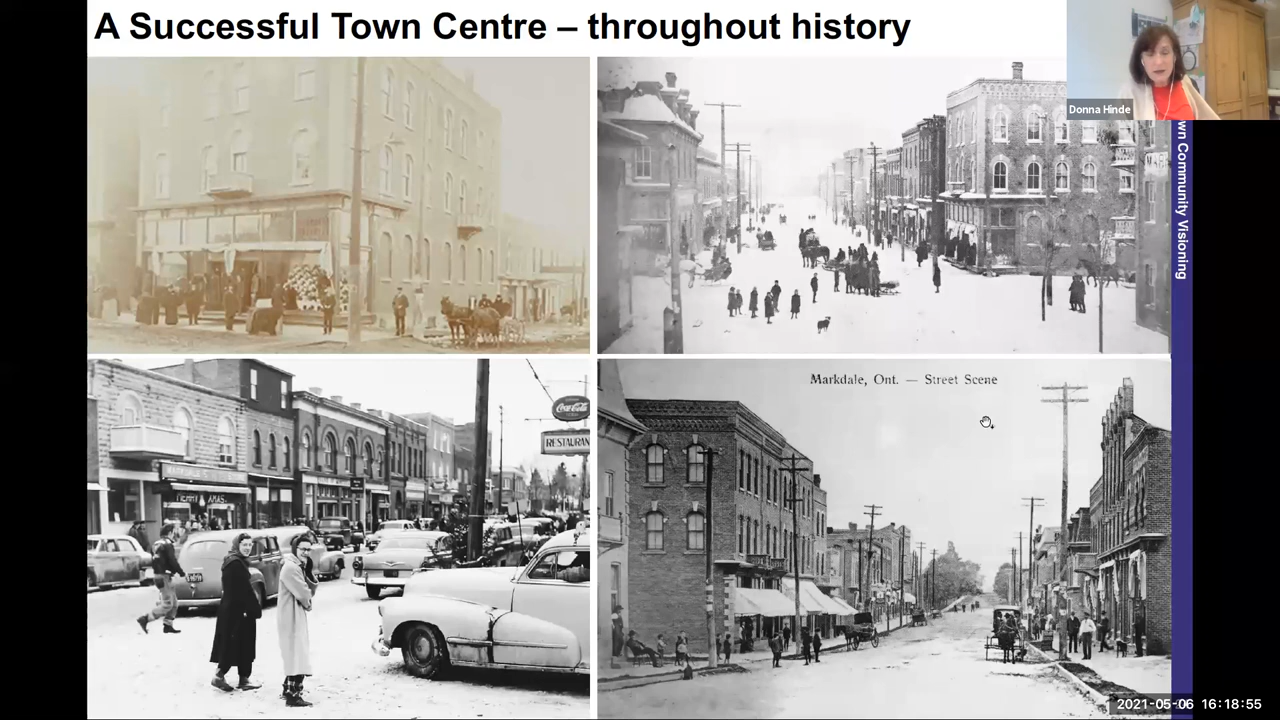 A Successful Town Centre – throughout history
Donna Hinde
wn Community Visioning
Coca-Cola
RESTAURAN
Markdale, Ont. — Street Scene
2021-05-06 16:18:55